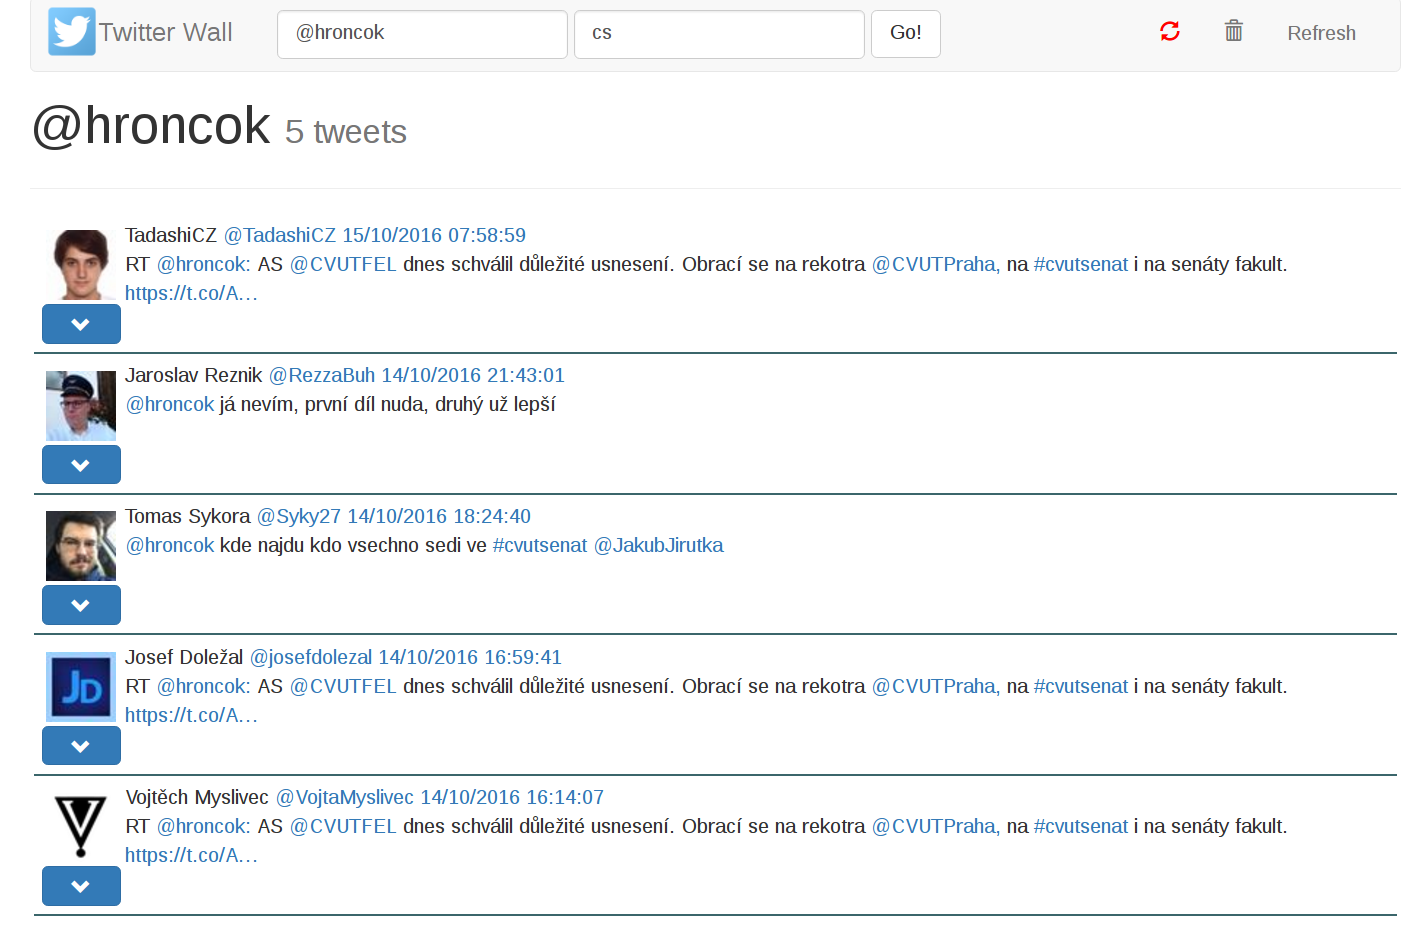 Twitter Wall @hroncok cs Go! Refresh
@hroncok 5 tweets
TadashiCZ @TadashiCZ 15/10/2016 07:58:59
RT @hroncok: AS @CVUTFEL dnes schválil důležité usnesení. Obrací se na rekotra @CVUTPraha, na #cvutsenat i na senáty fakult.
https://t.co/A…
Jaroslav Reznik @RezzaBuh 14/10/2016 21:43:01
@hroncok já nevím, první díl nuda, druhý už lepší
Tomas Sykora @Syky27 14/10/2016 18:24:40
@hroncok kde najdu kdo vsechno sedi ve #cvutsenat @JakubJirutka
JD
Josef Doležal @josefdolezal 14/10/2016 16:59:41
RT @hroncok: AS @CVUTFEL dnes schválil důležité usnesení. Obrací se na rekotra @CVUTPraha, na #cvutsenat i na senáty fakult.
https://t.co/A…
Vojtěch Myslivec @VojtaMyslivec 14/10/2016 16:14:07
RT @hroncok: AS @CVUTFEL dnes schválil důležité usnesení. Obrací se na rekotra @CVUTPraha, na #cvutsenat i na senáty fakult.
https://t.co/A…